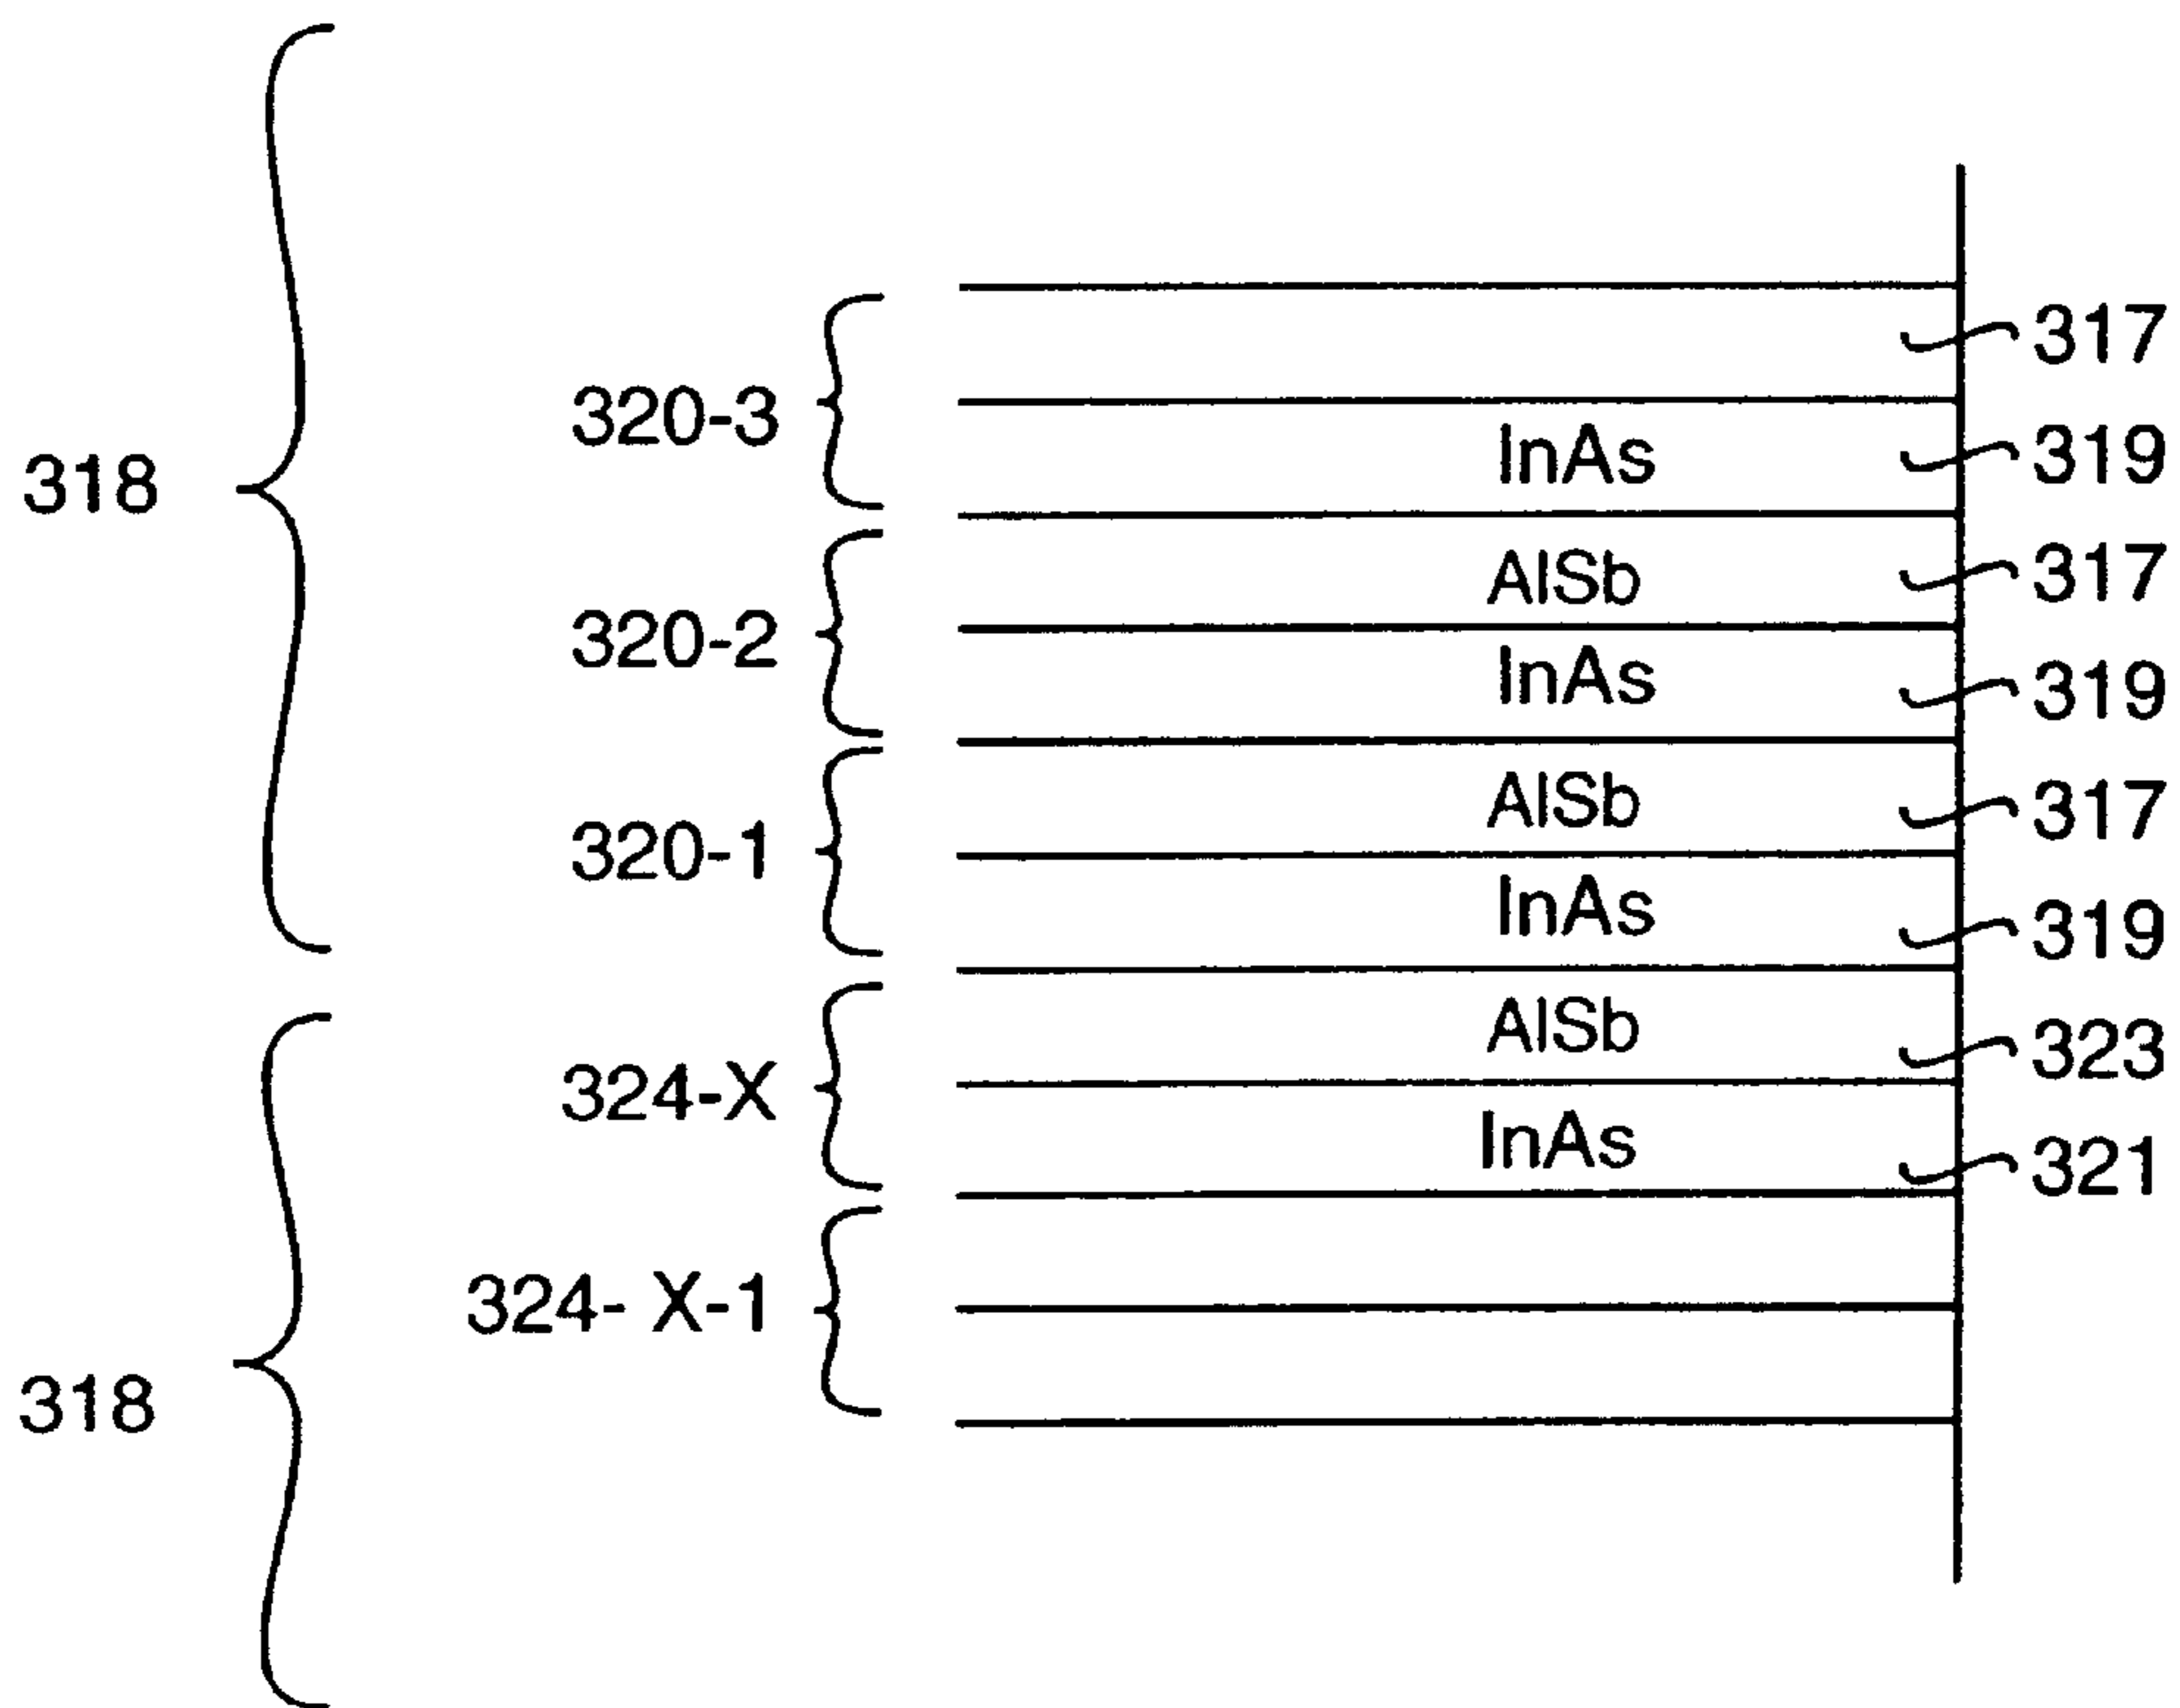 317
320-3
InAs
319
318
AlSb
317
320-2
InAs
319
AlSb
317
320-1
InAs
319
AlSb
323
324-X
InAs
321
324- X-1
318